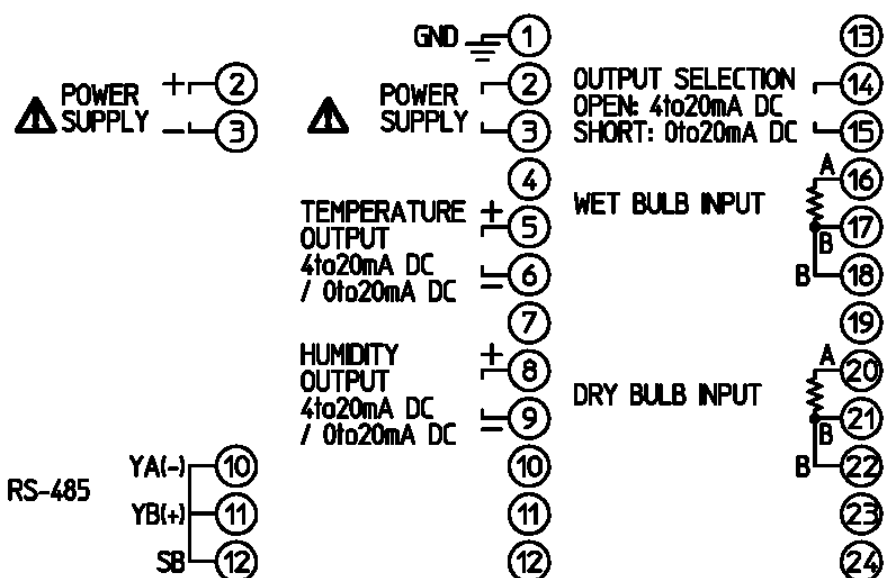 POWER + 2
SUPPLY - 3
RS-485
YA(-) 10
YB(+) 11
SB 12
GND 1
POWER 2
SUPPLY 3
4
TEMPERATURE + 5
OUTPUT
4to20mA DC 6
/ 0to20mA DC -
7
HUMIDITY + 8
OUTPUT
4to20mA DC 9
/ 0to20mA DC -
10
11
12
13
OUTPUT SELECTION 14
OPEN: 4to20mA DC
SHORT: 0to20mA DC 15
A 16
WET BULB INPUT
B 17
B 18
19
A 20
DRY BULB INPUT
B 21
B 22
23
24